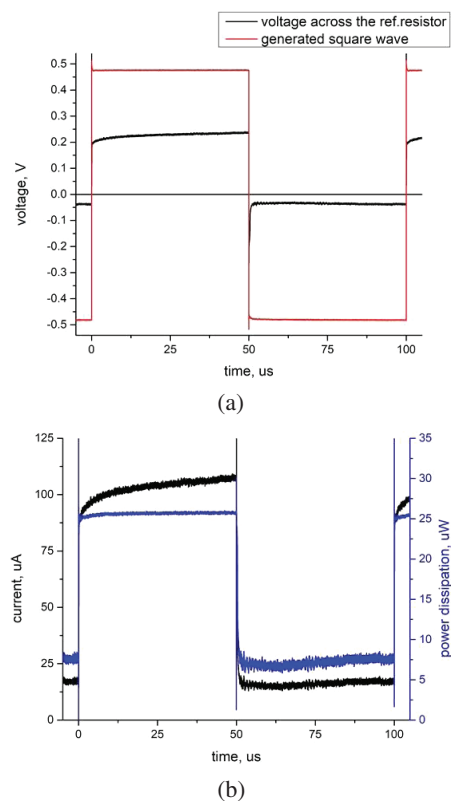 voltage across the ref.resistor
generated square wave
0.5
0.4
0.3
0.2
0.1
0.0
-0.1
-0.2
-0.3
-0.4
-0.5
voltage, V
0 25 50 75 100
time, us
(a)
125
100
75
50
25
0
current, uA
35
30
25
20
15
10
5
0
power dissipation, uW
0 25 50 75 100
time, us
(b)